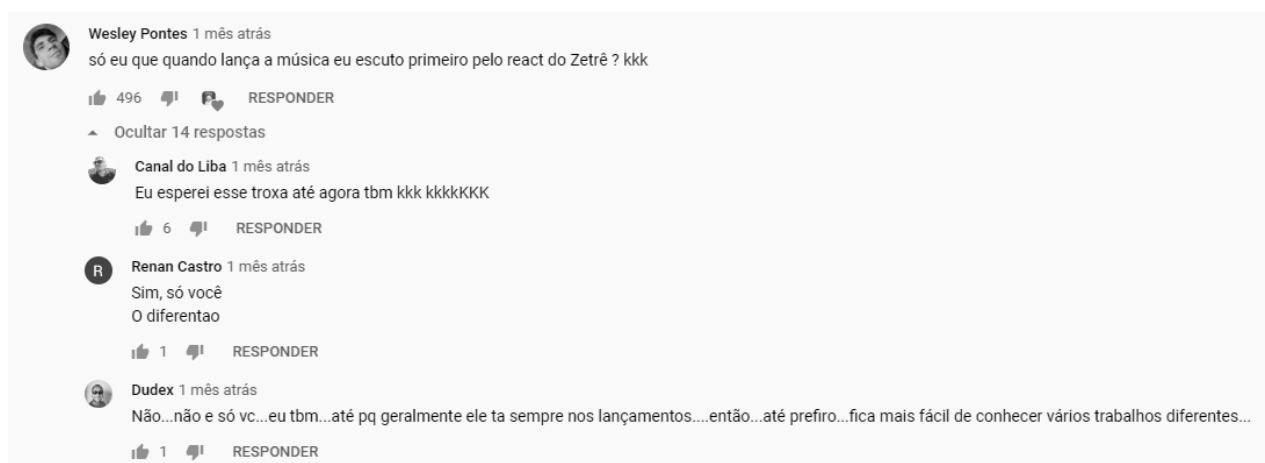 Wesley Pontes 1 mês atrás
só eu que quando lança a música eu escuto primeiro pelo react do Zetrê ? kkk
496 RESPONDER
Ocultar 14 respostas
Canal do Liba 1 mês atrás
Eu esperei esse troxa até agora tbm kkk kkkkKKK
6 RESPONDER
R
Renan Castro 1 mês atrás
Sim, só você
O diferentao
1 RESPONDER
Dudex 1 mês atrás
Não...não e só vc...eu tbm...até pq geralmente ele ta sempre nos lançamentos....então...até prefiro...fica mais fácil de conhecer vários trabalhos diferentes...
1 RESPONDER